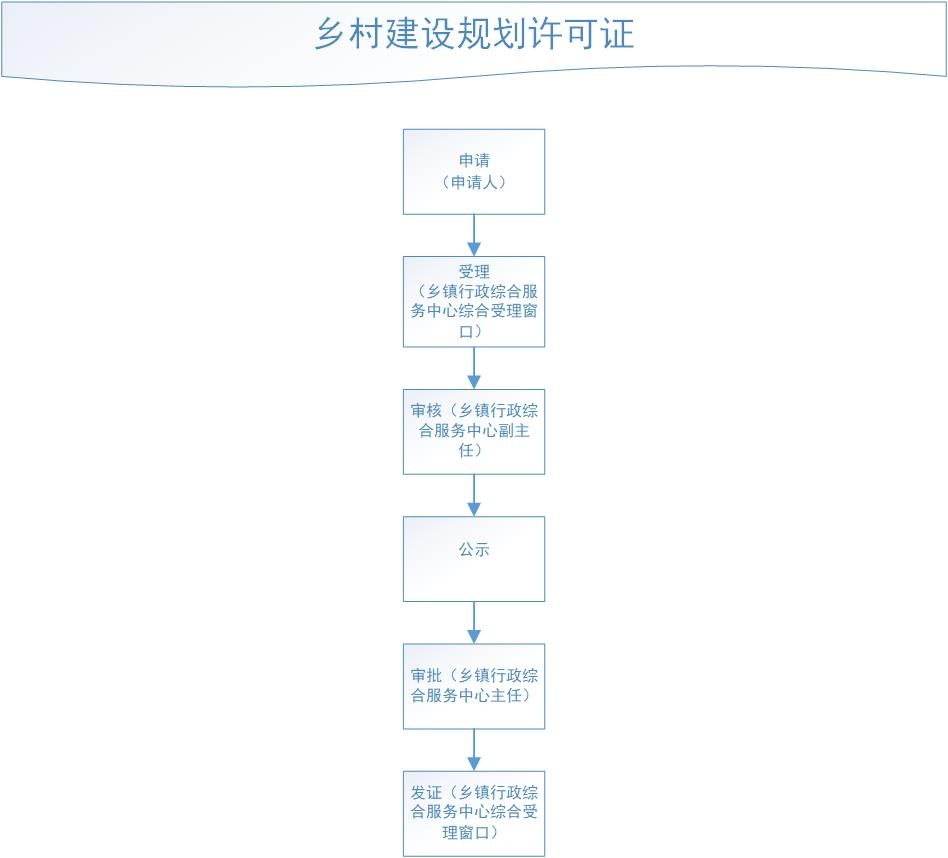 乡村建设规划许可证
申请
（申请人）
受理
（乡镇行政综合服
务中心综合受理窗
口）
审核（乡镇行政综
合服务中心副主
任）
公示
审批（乡镇行政综
合服务中心主任）
发证（乡镇行政综
合服务中心综合受
理窗口）